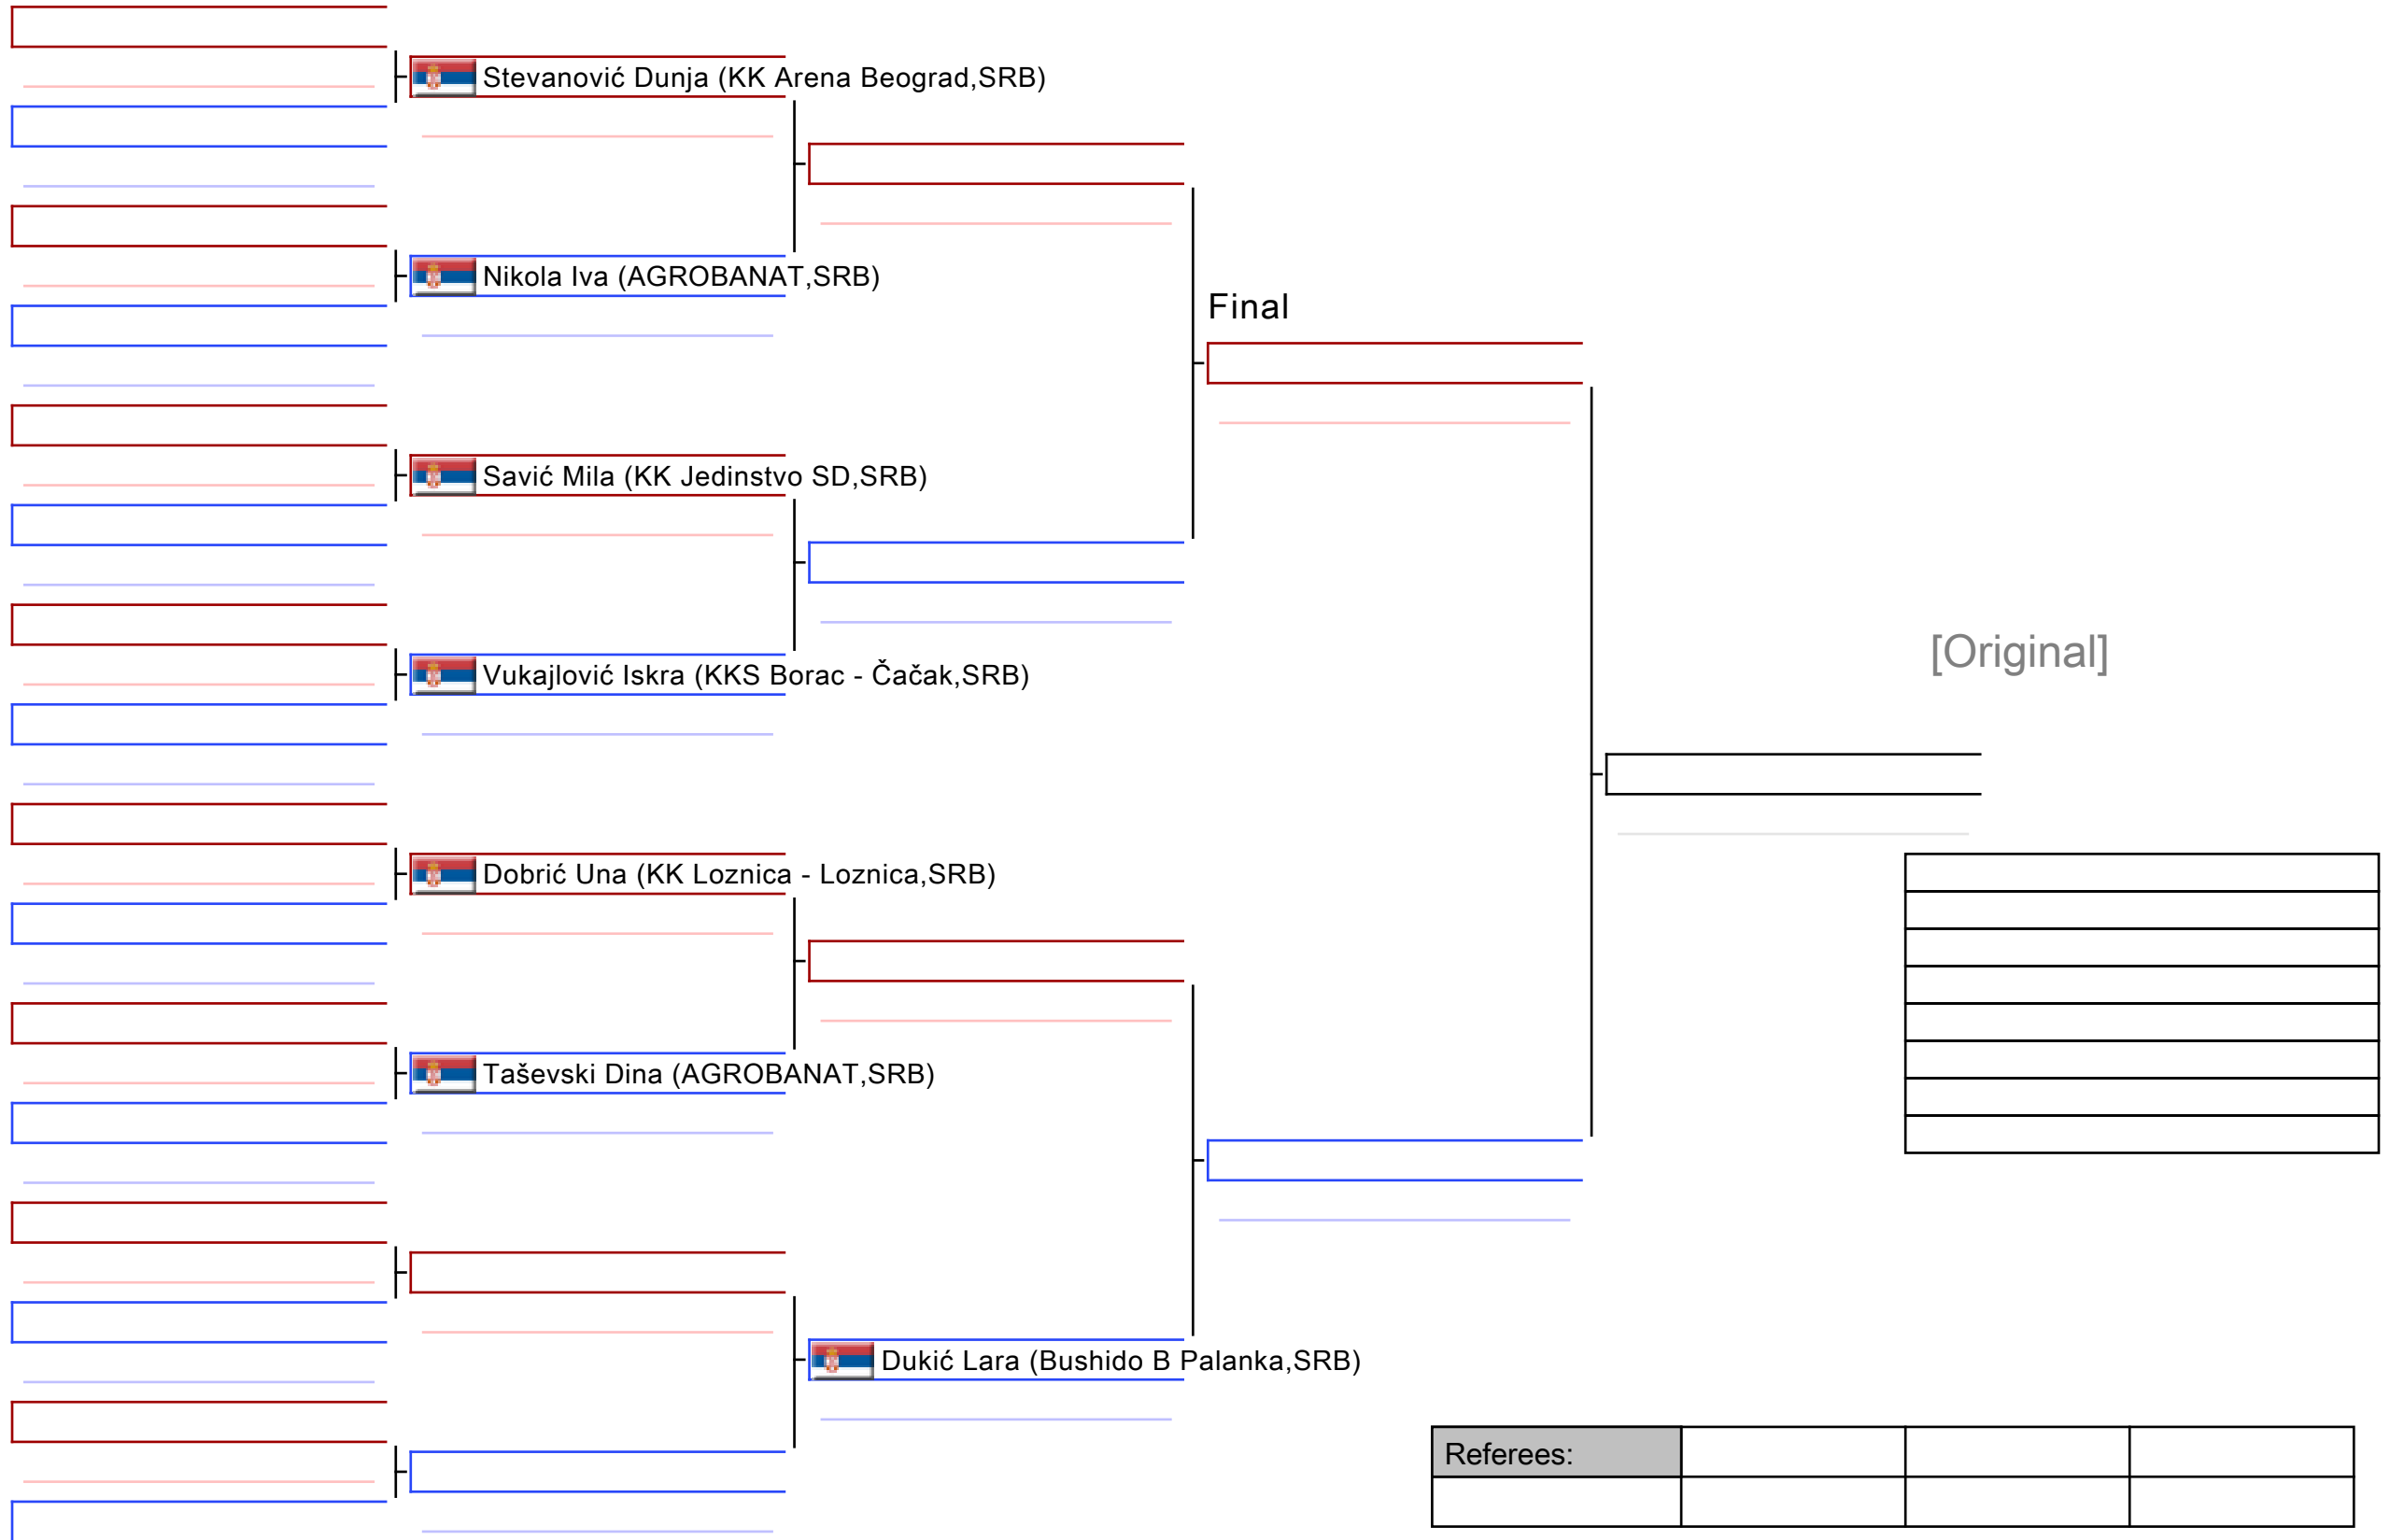 Stevanović Dunja (KK Arena Beograd,SRB)
Nikola Iva (AGROBANAT,SRB)
Final
Savić Mila (KK Jedinstvo SD,SRB)
[Original]
Vukajlović Iskra (KKS Borac - Čačak,SRB)
Dobrić Una (KK Loznica - Loznica,SRB)
Taševski Dina (AGROBANAT,SRB)
Dukić Lara (Bushido B Palanka,SRB)
Referees: